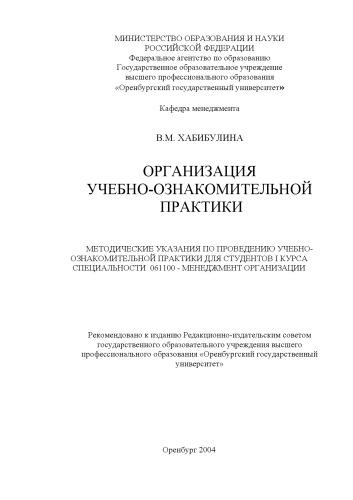 МИНИСТЕРСТВО ОБРАЗОВАНИЯ И НАУКИ
РОССИЙСКОЙ ФЕДЕРАЦИИ
Федеральное агентство по образованию
Государственное образовательное учреждение
высшего профессионального образования
«Оренбургский государственный университет»
Кафедра менеджмента
В.М. ХАБИБУЛИНА
ОРГАНИЗАЦИЯ
УЧЕБНО-ОЗНАКОМИТЕЛЬНОЙ
ПРАКТИКИ
МЕТОДИЧЕСКИЕ УКАЗАНИЯ ПО ПРОВЕДЕНИЮ УЧЕБНО-
ОЗНАКОМИТЕЛЬНОЙ ПРАКТИКИ ДЛЯ СТУДЕНТОВ I КУРСА
СПЕЦИАЛЬНОСТИ 061100 - МЕНЕДЖМЕНТ ОРГАНИЗАЦИИ
Рекомендовано к изданию Редакционно-издательским советом
государственного образовательного учреждения высшего
профессионального образования «Оренбургский государственный
университет»
Оренбург 2004